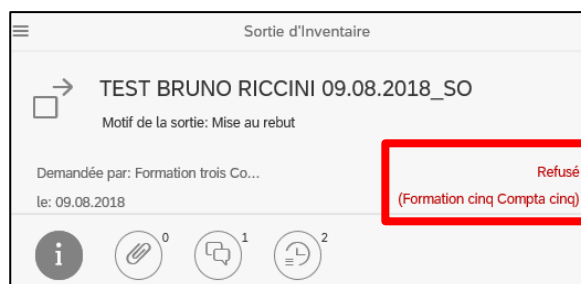 Sortie d'Inventaire
TEST BRUNO RICCINI 09.08.2018_SO
Motif de la sortie: Mise au rebut
Demandée par: Formation trois Co...
Refusé
le: 09.08.2018
(Formation cinq Compta cinq)
i
0
1
2